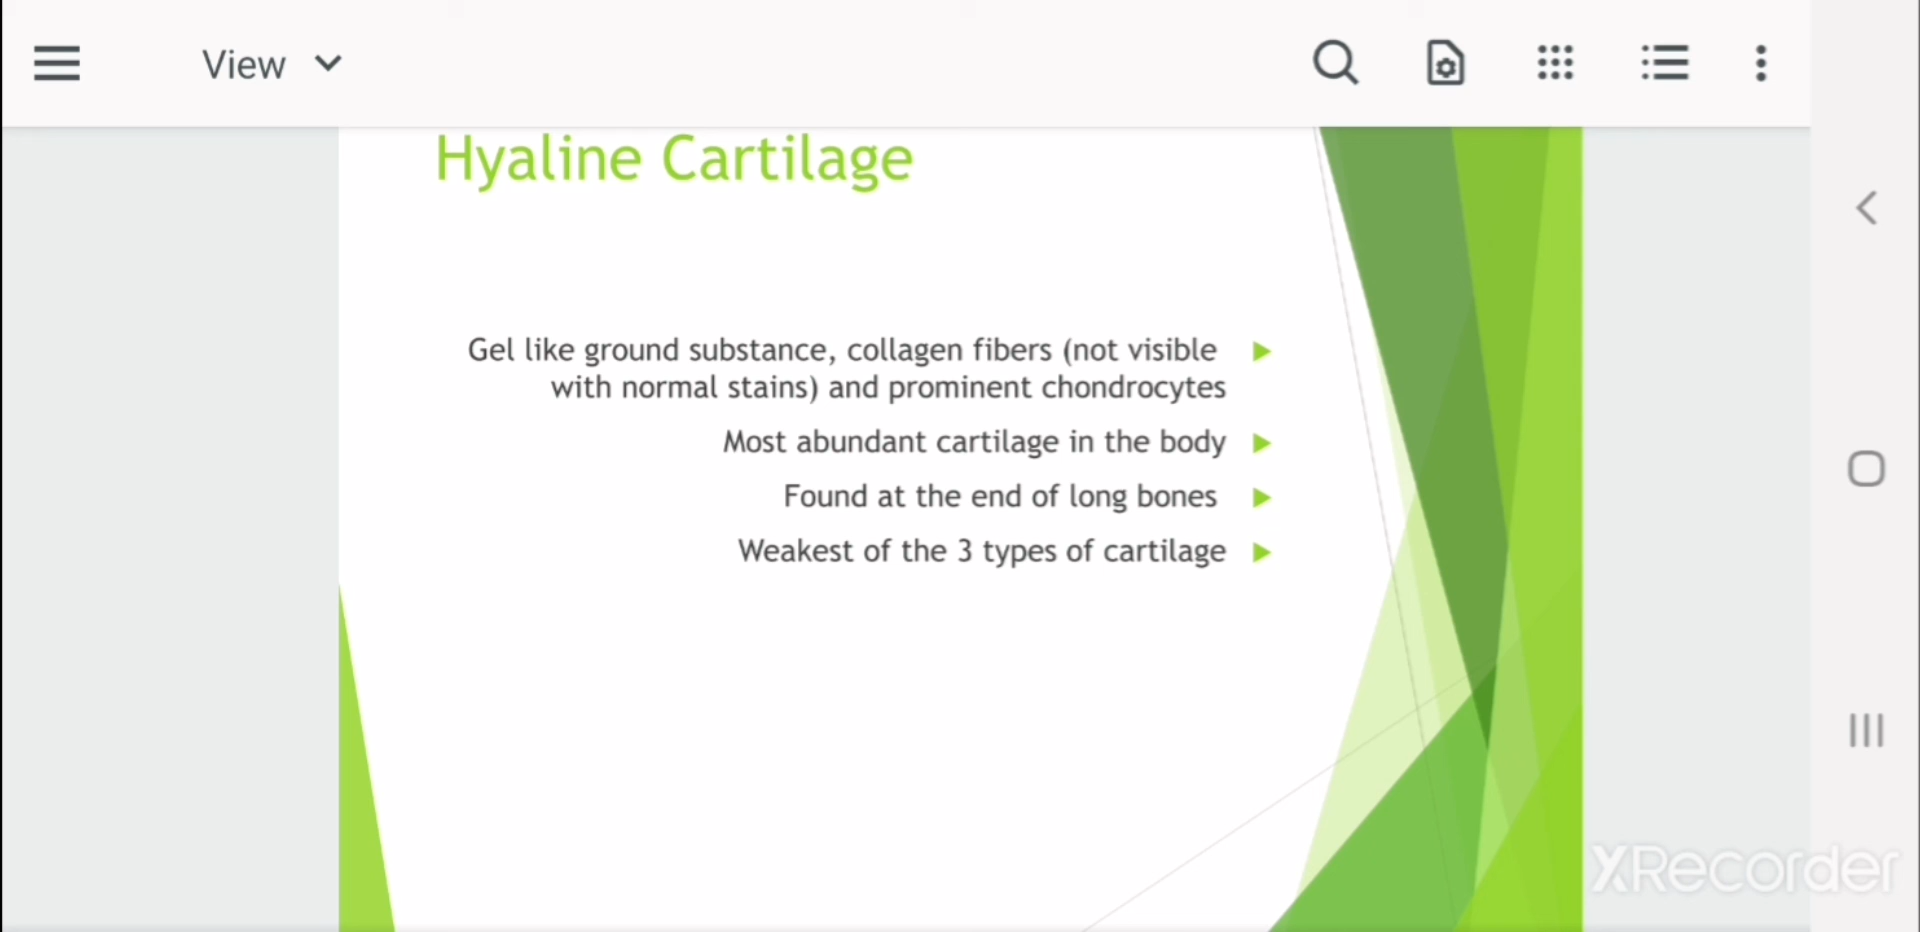 View
Hyaline Cartilage
Gel like ground substance, collagen fibers (not visible
with normal stains) and prominent chondrocytes
Most abundant cartilage in the body
Found at the end of long bones
Weakest of the 3 types of cartilage
XRecorder